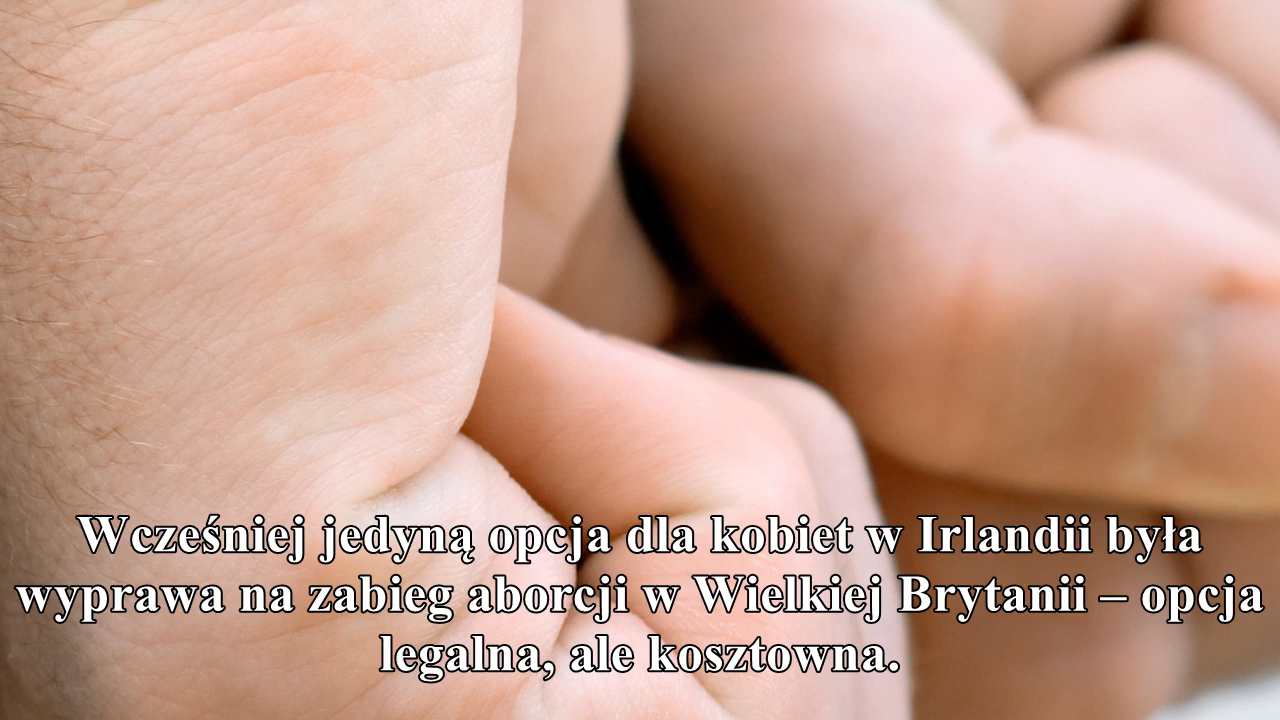 Wcześniej jedyną opcja dla kobiet w Irlandii była
wyprawa na zabieg aborcji w Wielkiej Brytanii – opcja
legalna, ale kosztowna.